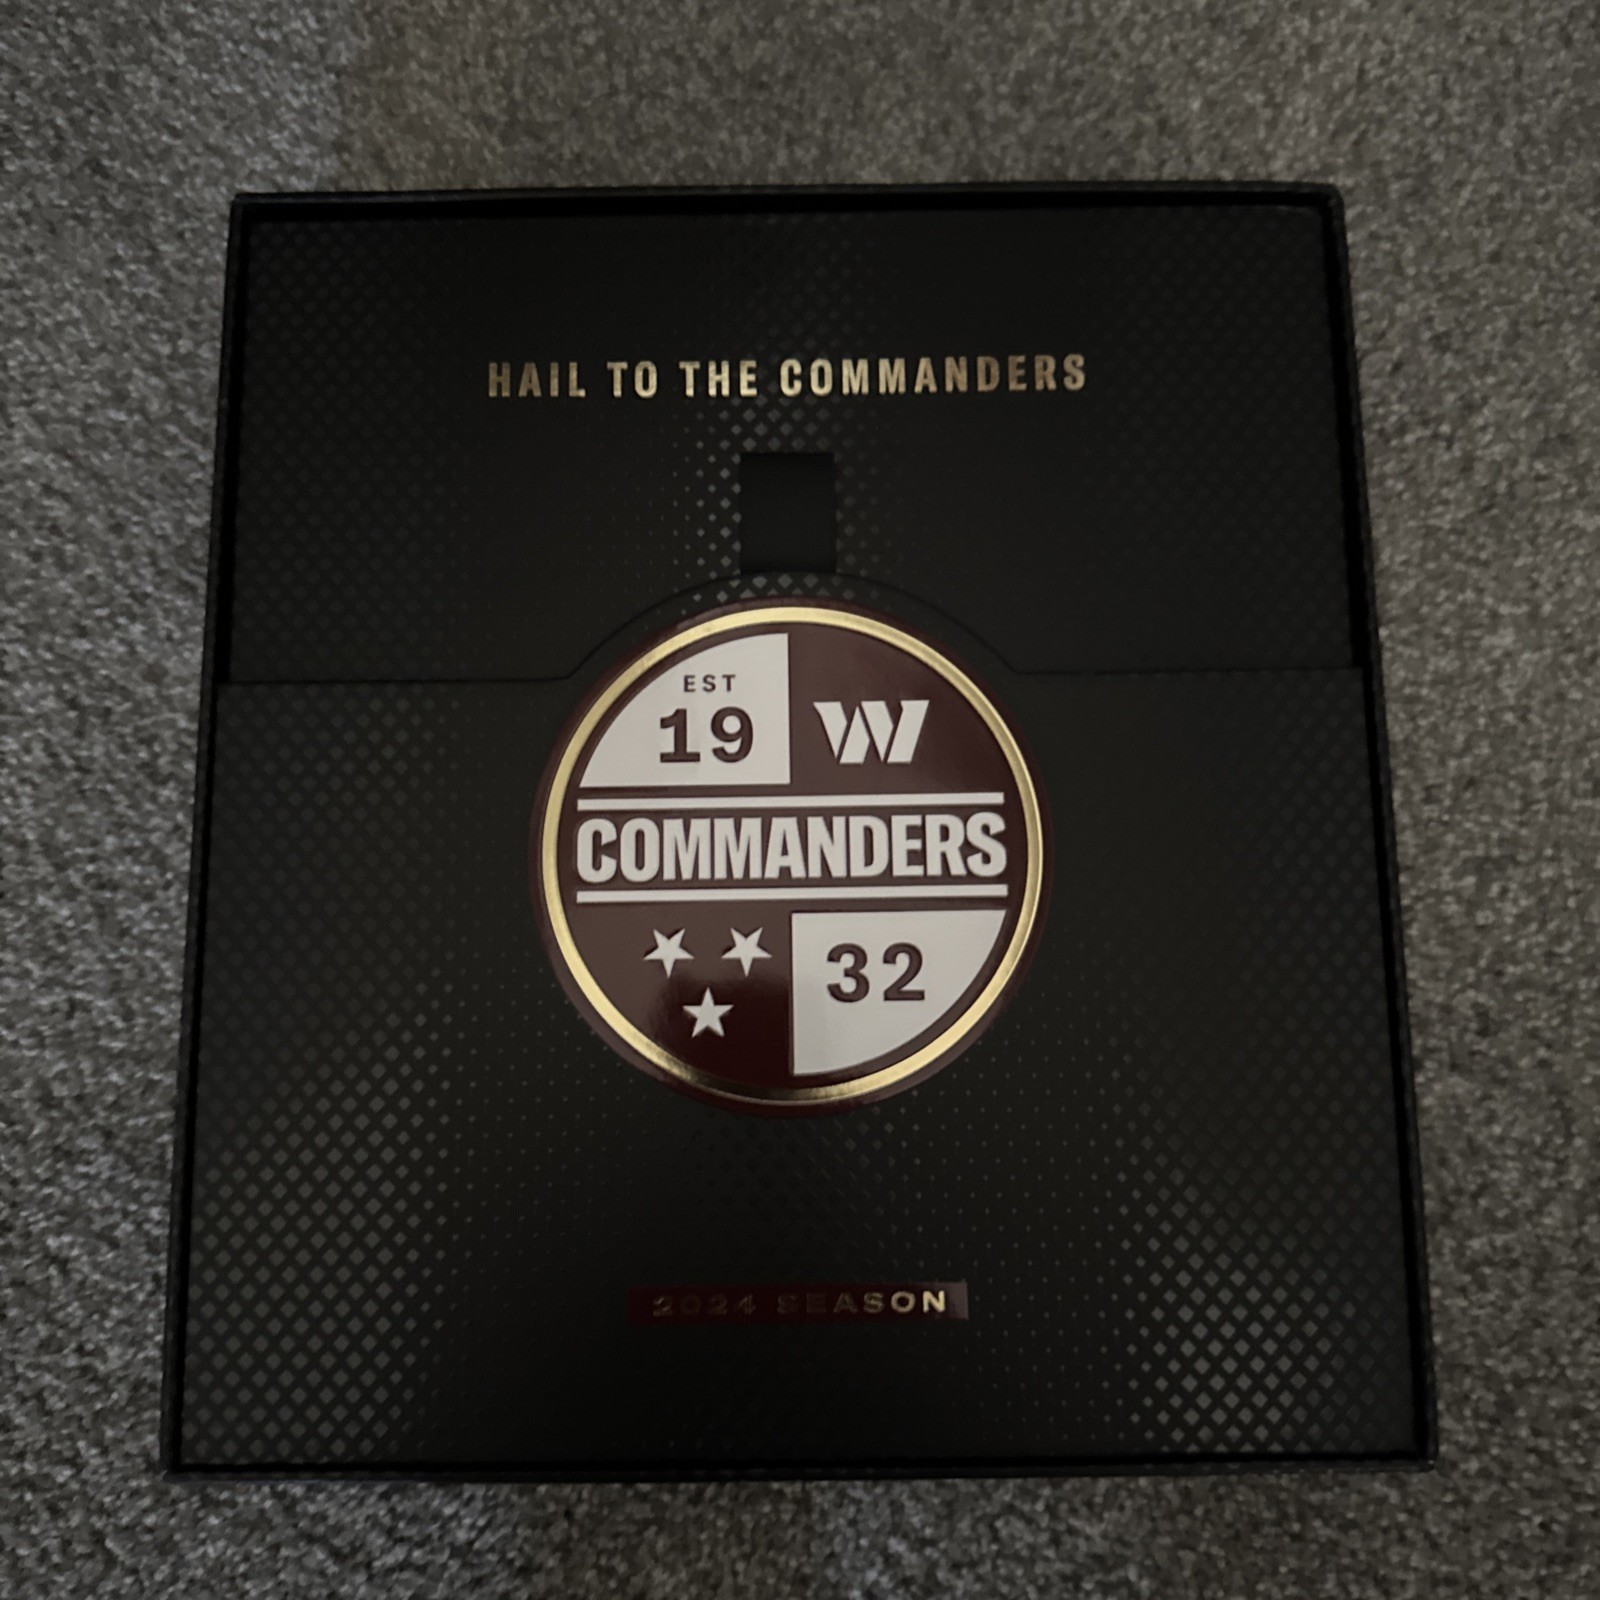 HAIL TO THE COMMANDERS
EST
19
W
COMMANDERS
32
2024 SEASON